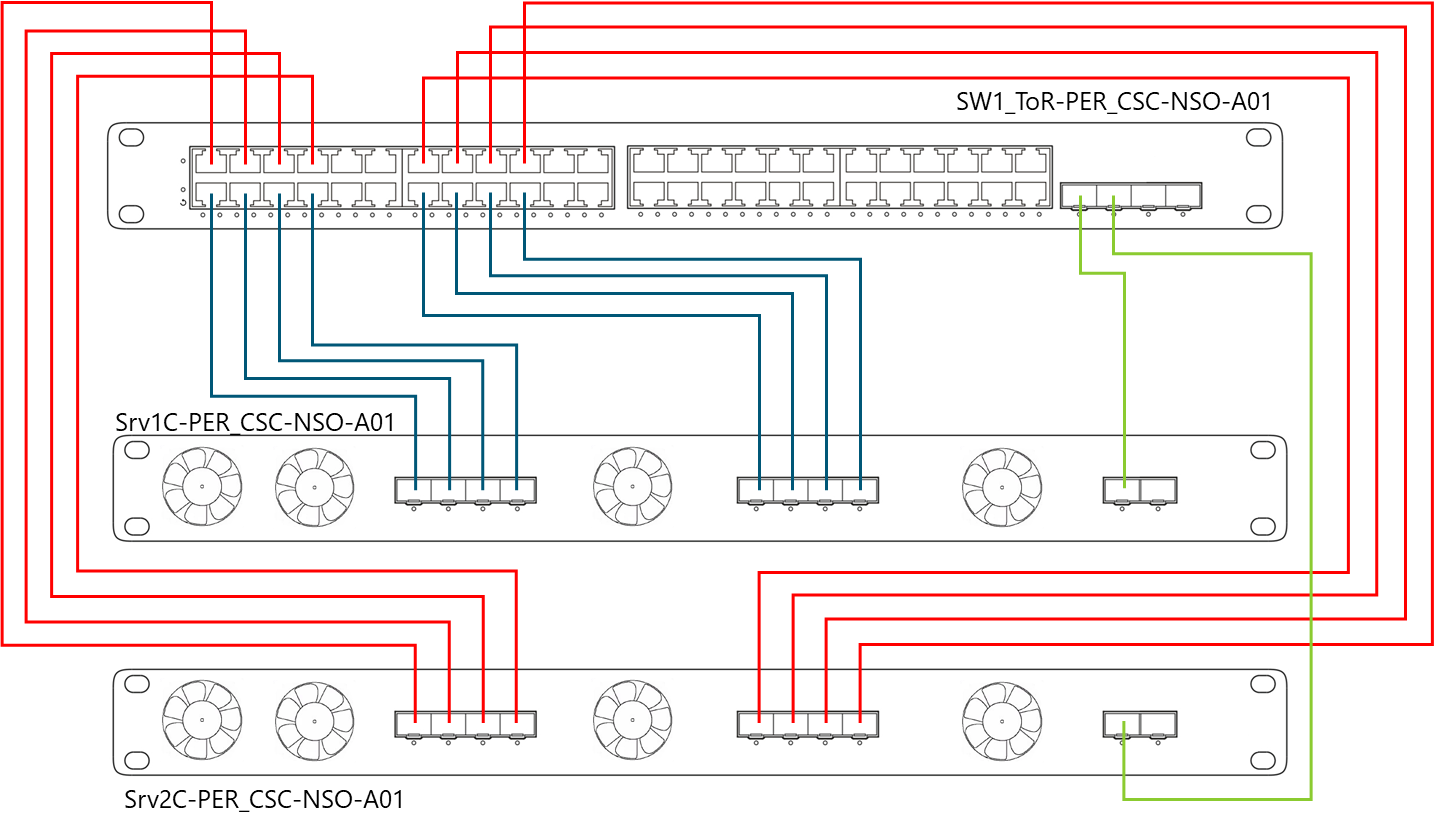 SW1_ToR-PER_CSC-NSO-A01
Srv1C-PER_CSC-NSO-A01
Srv2C-PER_CSC-NSO-A01